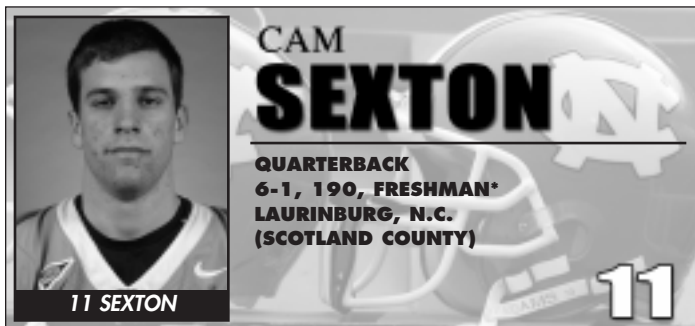 CAM
SEXTON
QUARTERBACK
6-1, 190, FRESHMAN*
LAURINBURG, N.C.
(SCOTLAND COUNTY)
11 SEXTON
11